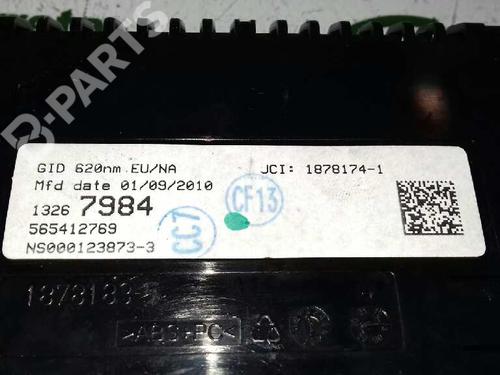 B-PARTS
GID 620nm EU/NA
JCI: 1878174-1
Mfd date 01/09/2010
1326 7984
565412769
NS000123873-3
CC7
CF13
1878183
>ABS+PC<